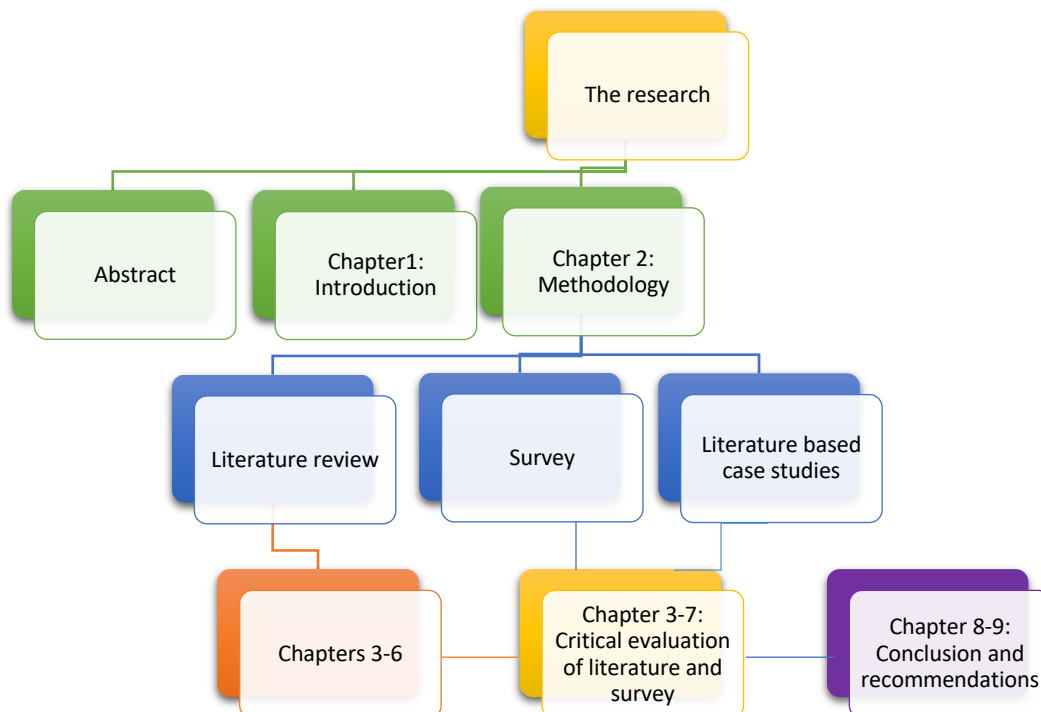 The research
Abstract
Chapter1:
Introduction
Chapter 2:
Methodology
Literature review
Survey
Literature based
case studies
Chapters 3-6
Chapter 3-7:
Critical evaluation
of literature and
survey
Chapter 8-9:
Conclusion and
recommendations